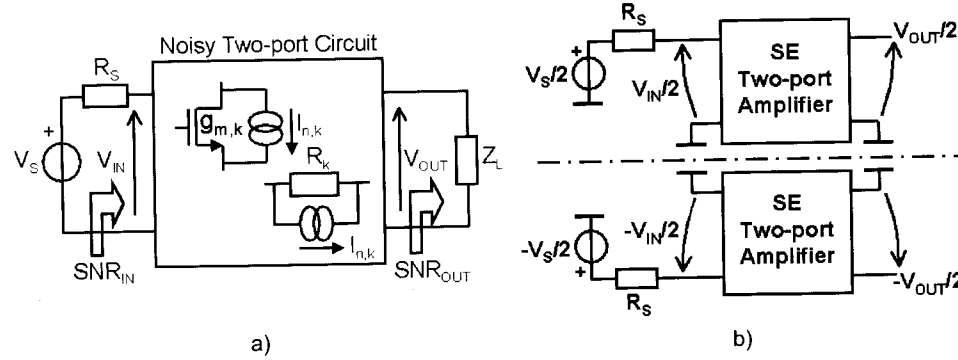 Noisy Two-port Circuit
R_S
+
V_S
V_IN
g_m,k
I_n,k
R_k
I_n,k
V_OUT
Z_L
SNR_IN
SNR_OUT
a)
R_S
+
V_S/2
V_IN/2
SE
Two-port
Amplifier
V_OUT/2
-V_S/2
+
-V_IN/2
R_S
SE
Two-port
Amplifier
-V_OUT/2
b)